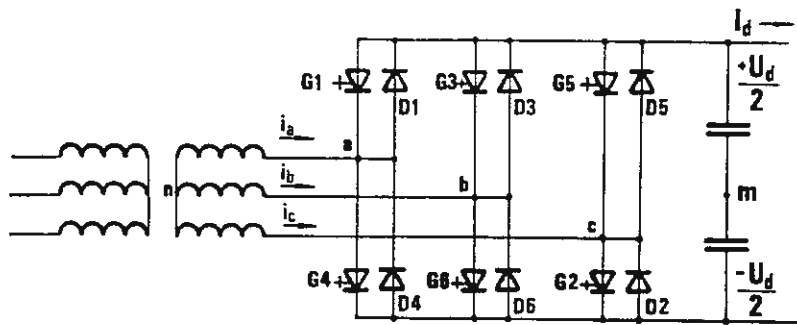 I_d
G1
D1
G3
D3
G5
D5
+U_d/2
i_a
a
i_b
n
b
m
i_c
c
G4
D4
G6
D6
G2
D2
-U_d/2